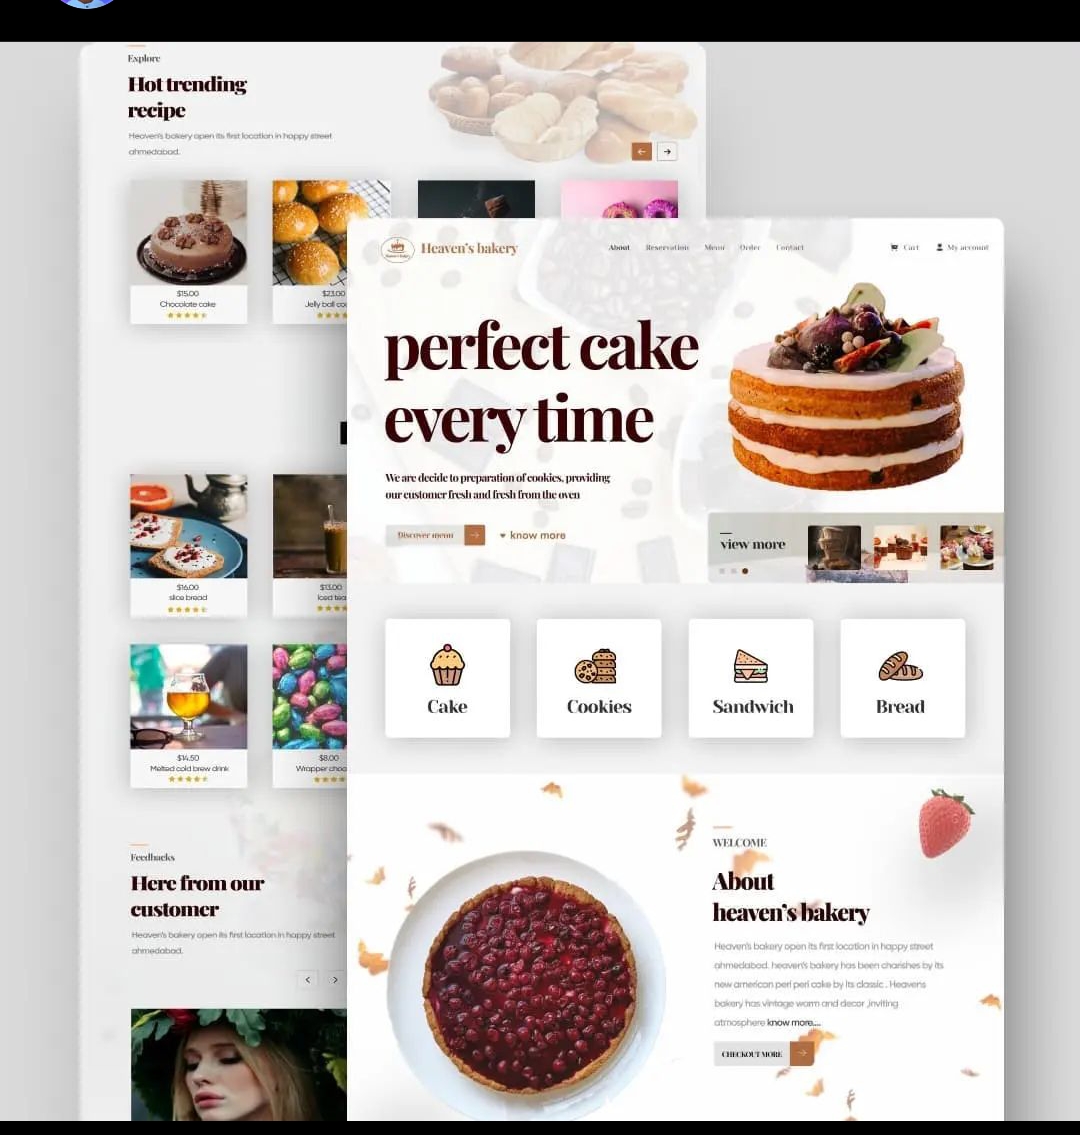 Explore
Hot trending
recipe
Heaven's bakery open its first location in happy street
ahmedabad.
$15.00
Chocolate cake
$23.00
Jelly ball
Heaven's bakery
About
Reservation
Menu
Order
Contact
Cart
My account
perfect cake
every time
We are decide to preparation of cookies, providing
our customer fresh and fresh from the oven
Discover menu
know more
view more
$16.00
slice bread
$13.00
Iced tea
Cake
Cookies
Sandwich
Bread
$14.50
Melted cold brew drink
$8.00
Wrapper
Feedbacks
Here from our
customer
Heaven's bakery open its first location in happy street
ahmedabad.
WELCOME
About
heaven's bakery
Heaven's bakery open its first location in happy street
ahmedabad. heaven's bakery has been charishes by its
new american peri peri cake by its classic . Heavens
bakery has vintage warm and decor ,inviting
atmosphere know more....
CHECKOUT MORE